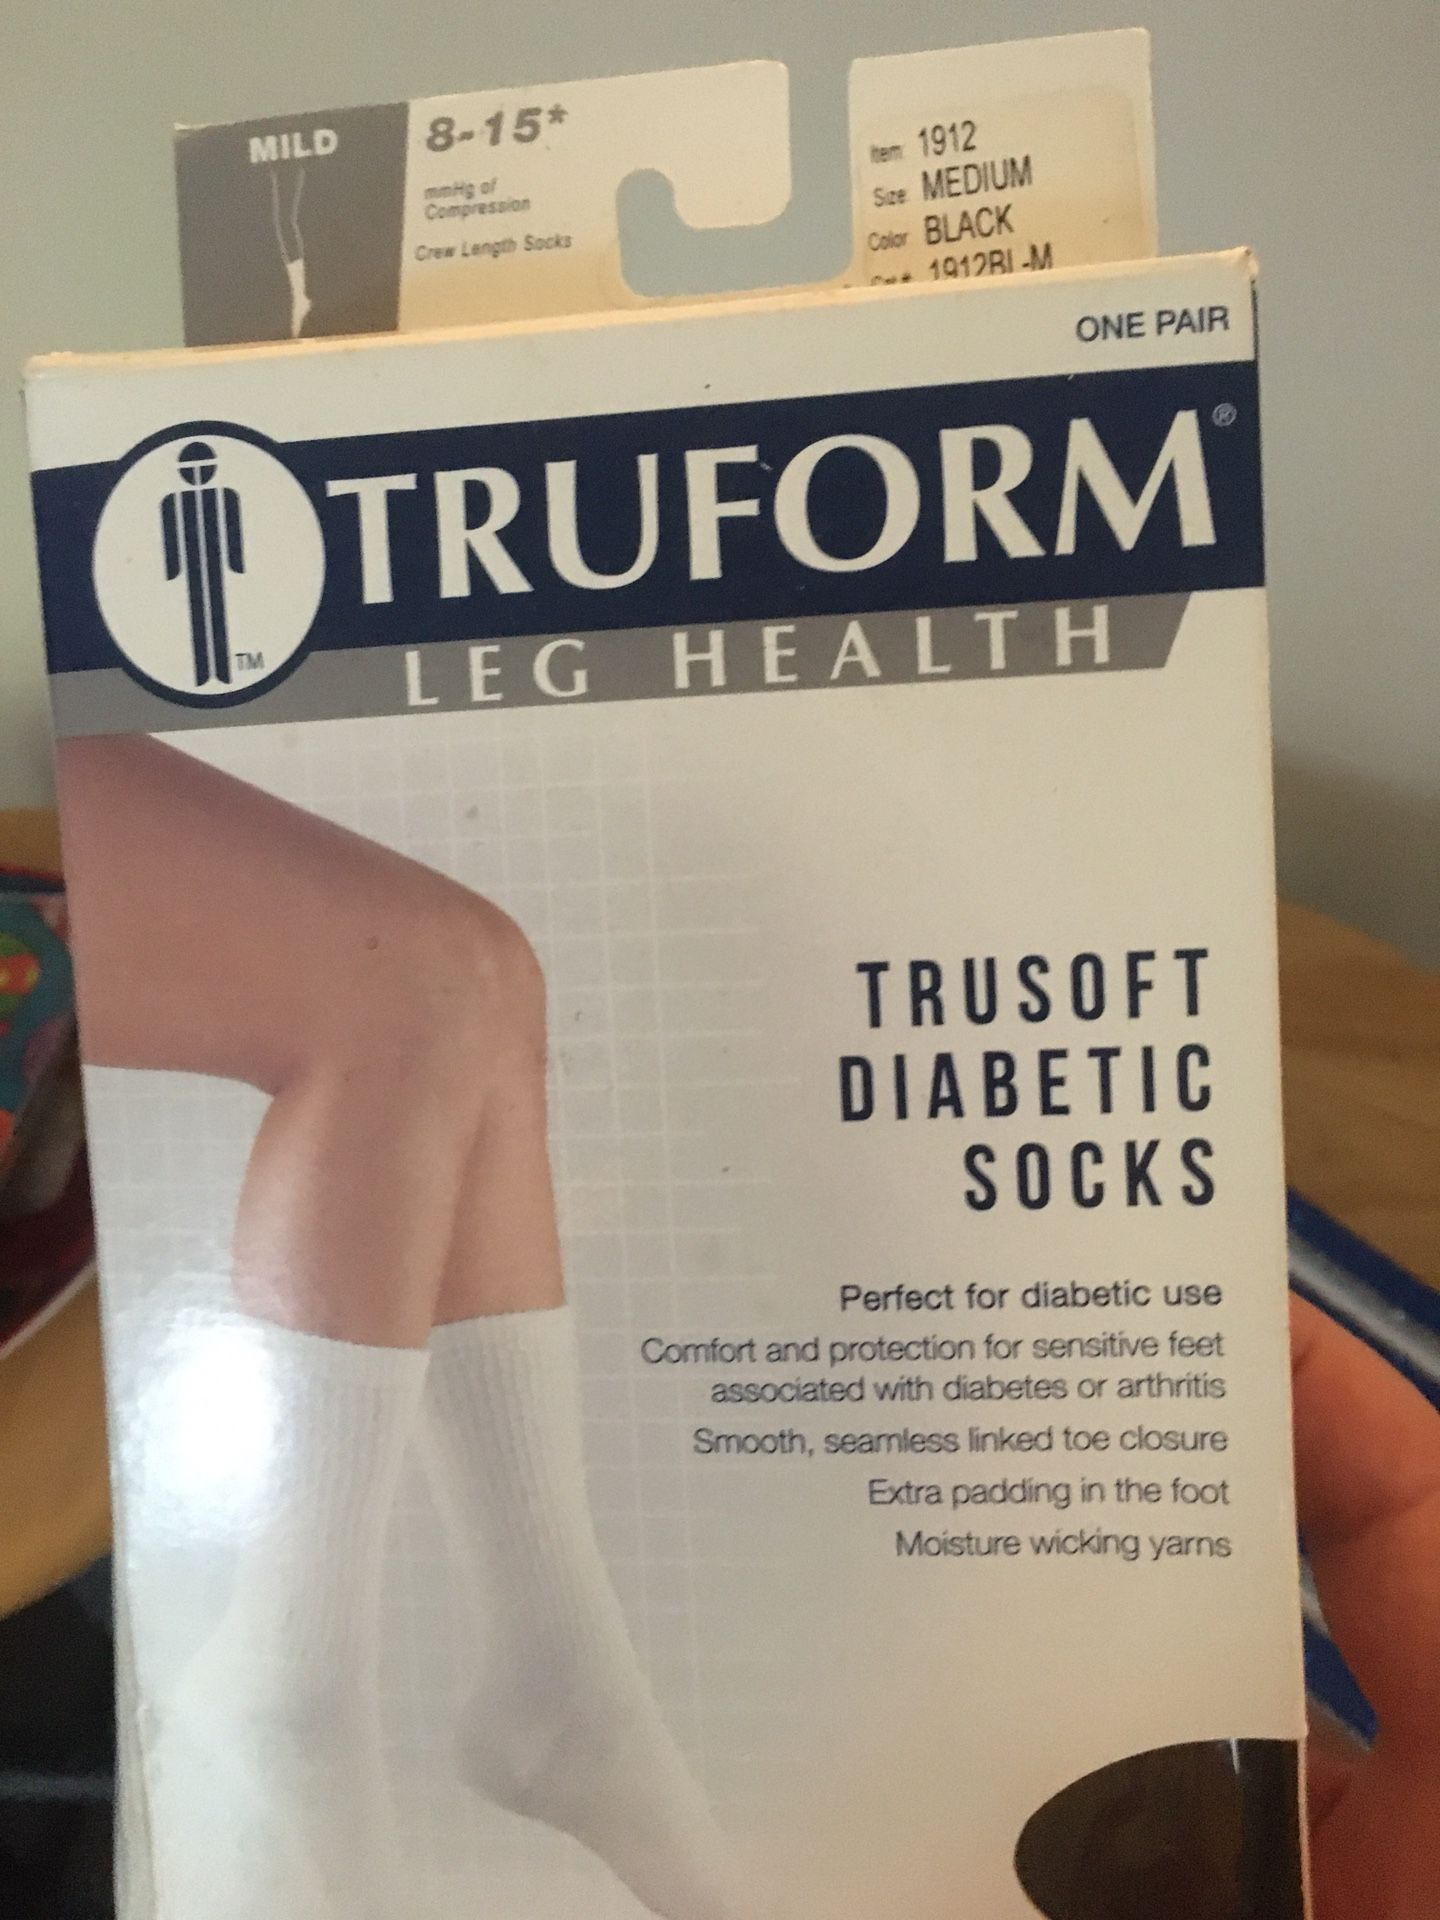 MILD
8-15*
mmHg of
Compression
Crew Length Socks
Item: 1912
Size: MEDIUM
Color BLACK
Cat.# 1912BL-M
ONE PAIR
TRUFORM®
TM
LEG HEALTH
TRUSOFT
DIABETIC
SOCKS
Perfect for diabetic use
Comfort and protection for sensitive feet
associated with diabetes or arthritis
Smooth, seamless linked toe closure
Extra padding in the foot
Moisture wicking yarns